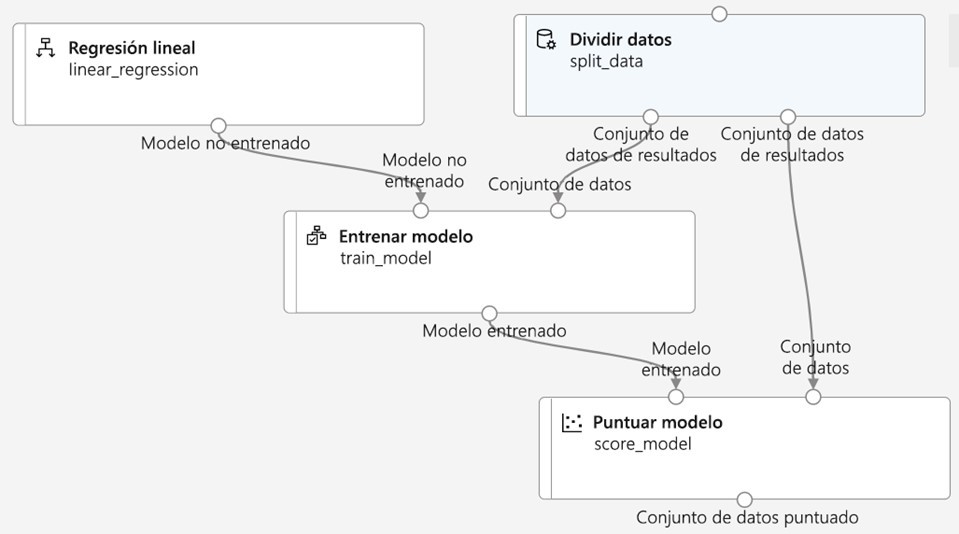 Regresión lineal
linear_regression
Modelo no entrenado
Dividir datos
split_data
Conjunto de
datos de resultados
Conjunto de datos
de resultados
Modelo no
entrenado
Conjunto de datos
Entrenar modelo
train_model
Modelo entrenado
Modelo
entrenado
Conjunto
de datos
Puntuar modelo
score_model
Conjunto de datos puntuado